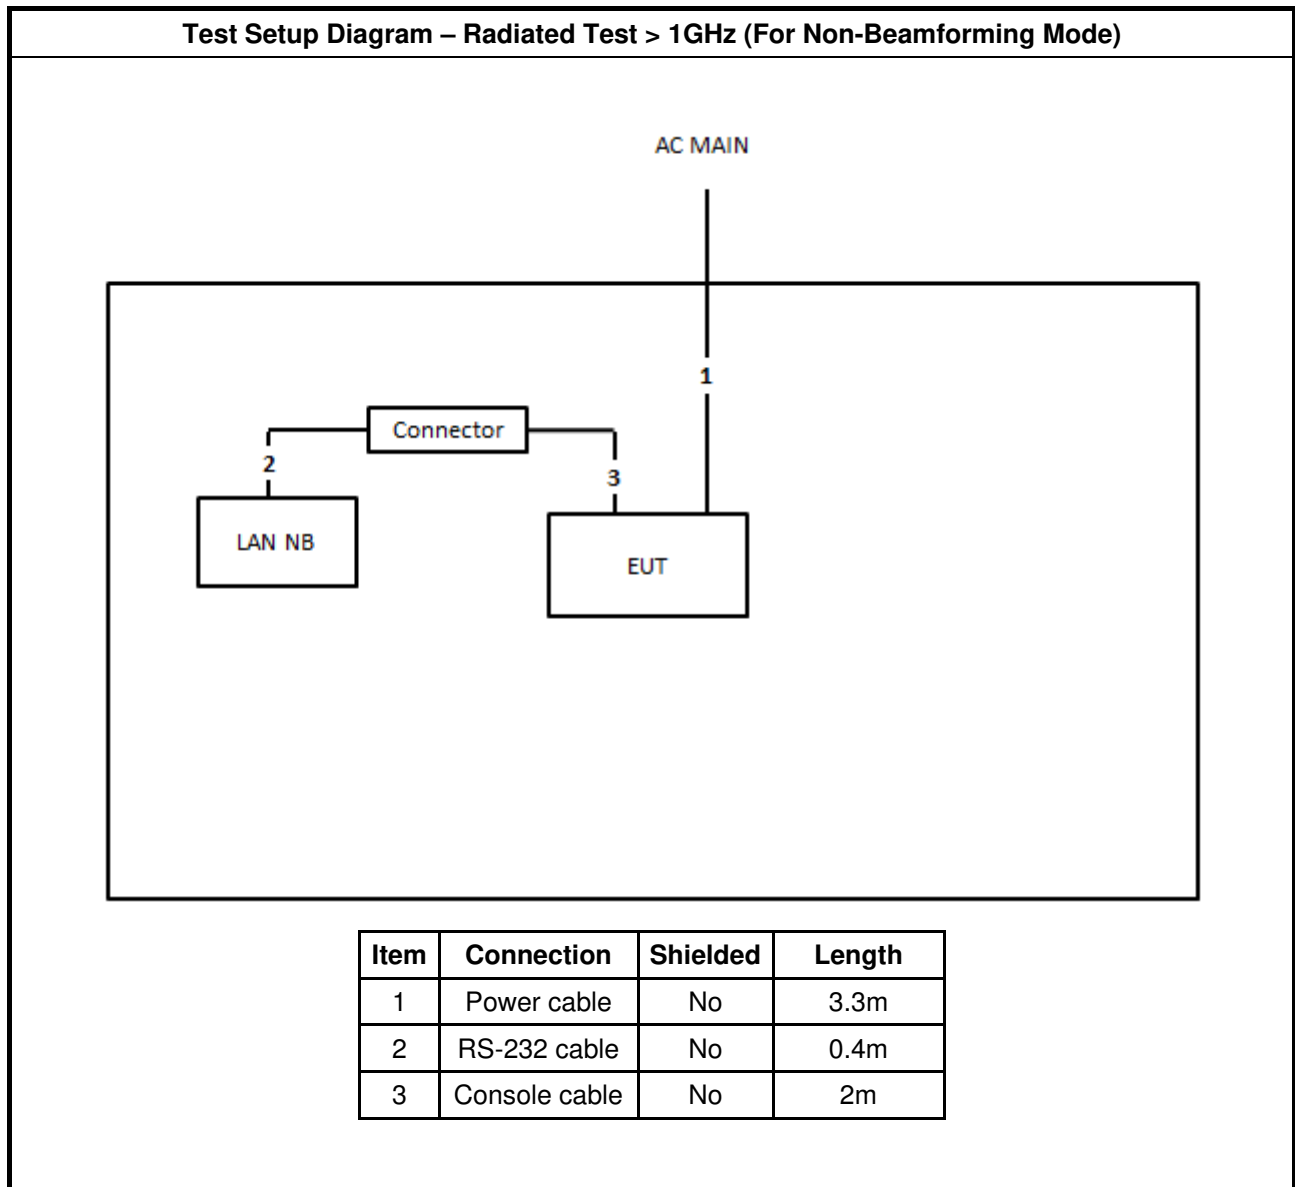 Test Setup Diagram – Radiated Test > 1GHz (For Non-Beamforming Mode)
AC MAIN
1
Connector
2
3
LAN NB
EUT
Item Connection Shielded Length
1 Power cable No 3.3m
2 RS-232 cable No 0.4m
3 Console cable No 2m